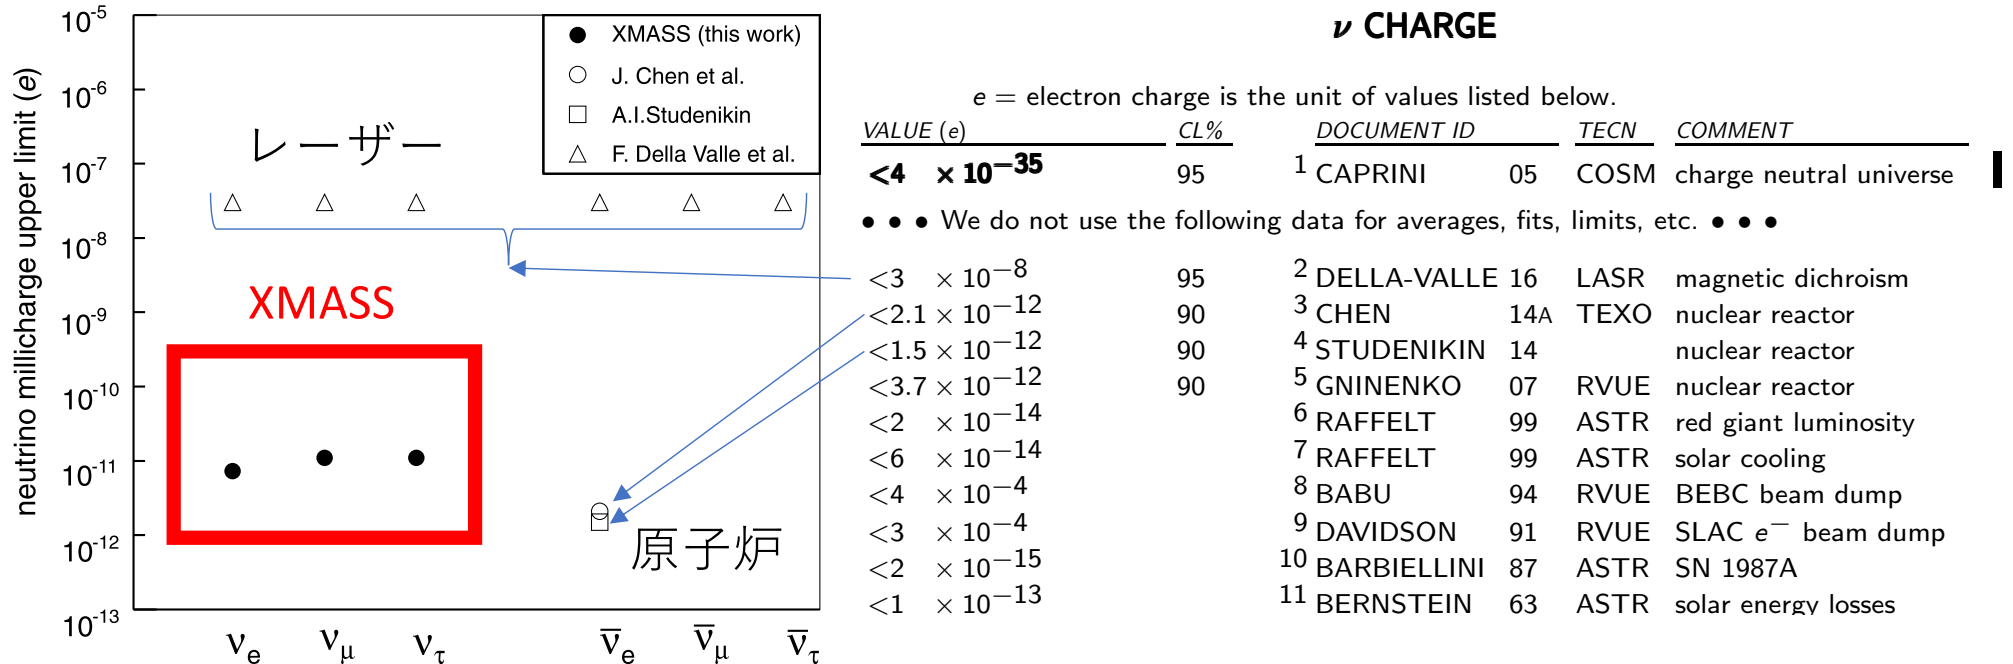 neutrino millicharge upper limit (e)
10-5
10-6
10-7
10-8
10-9
10-10
10-11
10-12
10-13
XMASS (this work)
J. Chen et al.
A.I.Studenikin
F. Della Valle et al.
レーザー
XMASS
原子炉
νe νμ ντ ν̅e ν̅μ ν̅τ
ν CHARGE
e = electron charge is the unit of values listed below.
VALUE (e) CL% DOCUMENT ID TECN COMMENT
<4 × 10−35 95 1 CAPRINI 05 COSM charge neutral universe
• • • We do not use the following data for averages, fits, limits, etc. • • •
<3 × 10−8 95 2 DELLA-VALLE 16 LASR magnetic dichroism
<2.1 × 10−12 90 3 CHEN 14A TEXO nuclear reactor
<1.5 × 10−12 90 4 STUDENIKIN 14 nuclear reactor
<3.7 × 10−12 90 5 GNINENKO 07 RVUE nuclear reactor
<2 × 10−14 6 RAFFELT 99 ASTR red giant luminosity
<6 × 10−14 7 RAFFELT 99 ASTR solar cooling
<4 × 10−4 8 BABU 94 RVUE BEBC beam dump
<3 × 10−4 9 DAVIDSON 91 RVUE SLAC e− beam dump
<2 × 10−15 10 BARBIELLINI 87 ASTR SN 1987A
<1 × 10−13 11 BERNSTEIN 63 ASTR solar energy losses